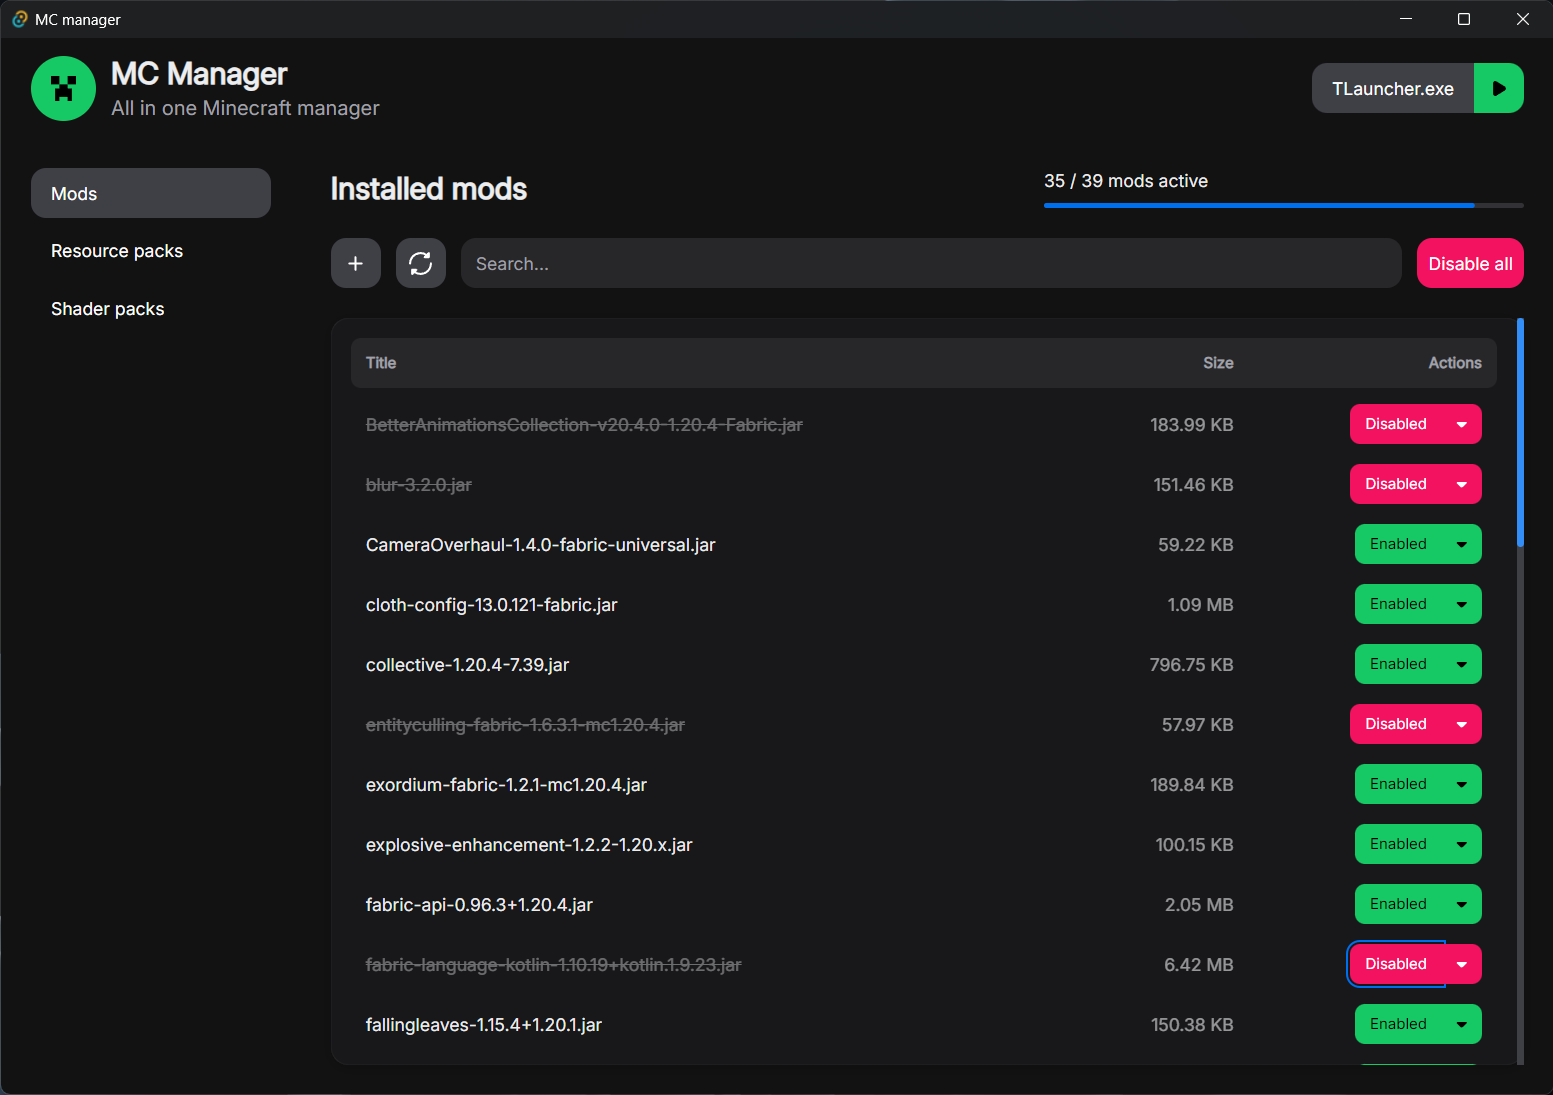 MC manager
MC Manager
All in one Minecraft manager
TLauncher.exe
Mods
Resource packs
Shader packs
Installed mods
35 / 39 mods active
Search...
Disable all
Title Size Actions
BetterAnimationsCollection-v20.4.0-1.20.4-Fabric.jar 183.99 KB Disabled
blur-3.2.0.jar 151.46 KB Disabled
CameraOverhaul-1.4.0-fabric-universal.jar 59.22 KB Enabled
cloth-config-13.0.121-fabric.jar 1.09 MB Enabled
collective-1.20.4-7.39.jar 796.75 KB Enabled
entityculling-fabric-1.6.3.1-mc1.20.4.jar 57.97 KB Disabled
exordium-fabric-1.2.1-mc1.20.4.jar 189.84 KB Enabled
explosive-enhancement-1.2.2-1.20.x.jar 100.15 KB Enabled
fabric-api-0.96.3+1.20.4.jar 2.05 MB Enabled
fabric-language-kotlin-1.10.19+kotlin.1.9.23.jar 6.42 MB Disabled
fallingleaves-1.15.4+1.20.1.jar 150.38 KB Enabled